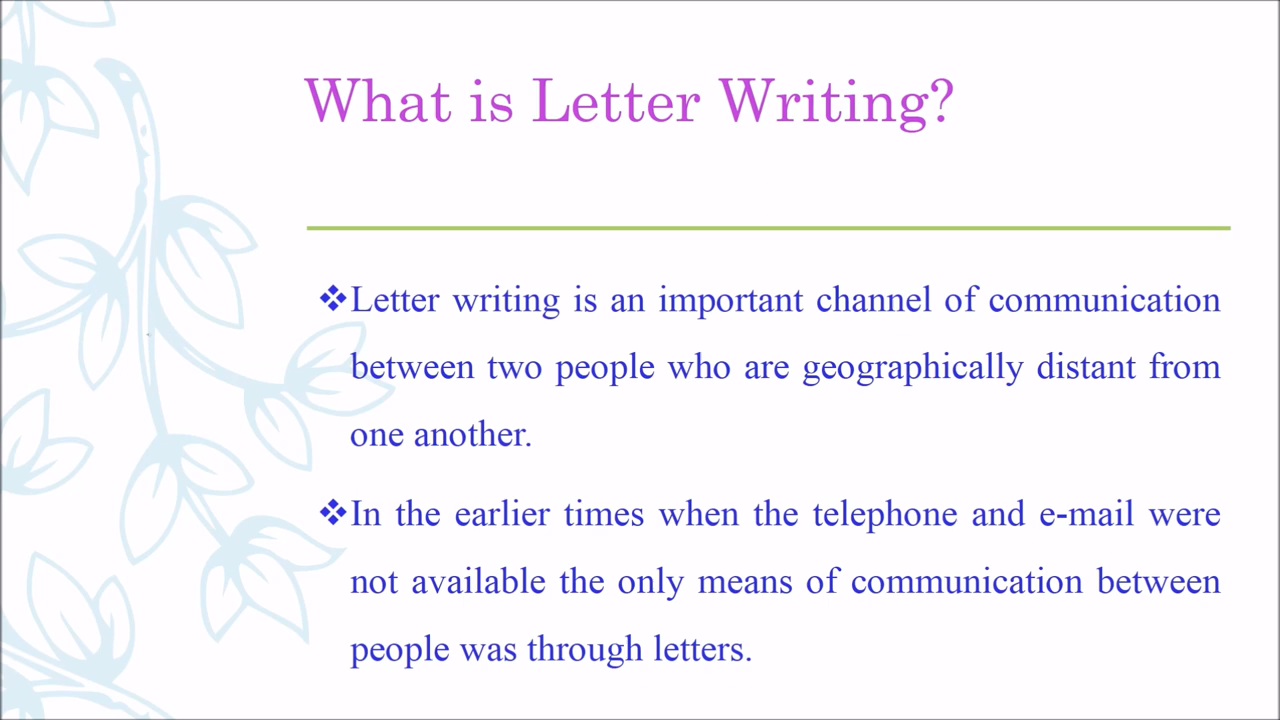 What is Letter Writing?
❖Letter writing is an important channel of communication
between two people who are geographically distant from
one another.
❖In the earlier times when the telephone and e-mail were
not available the only means of communication between
people was through letters.